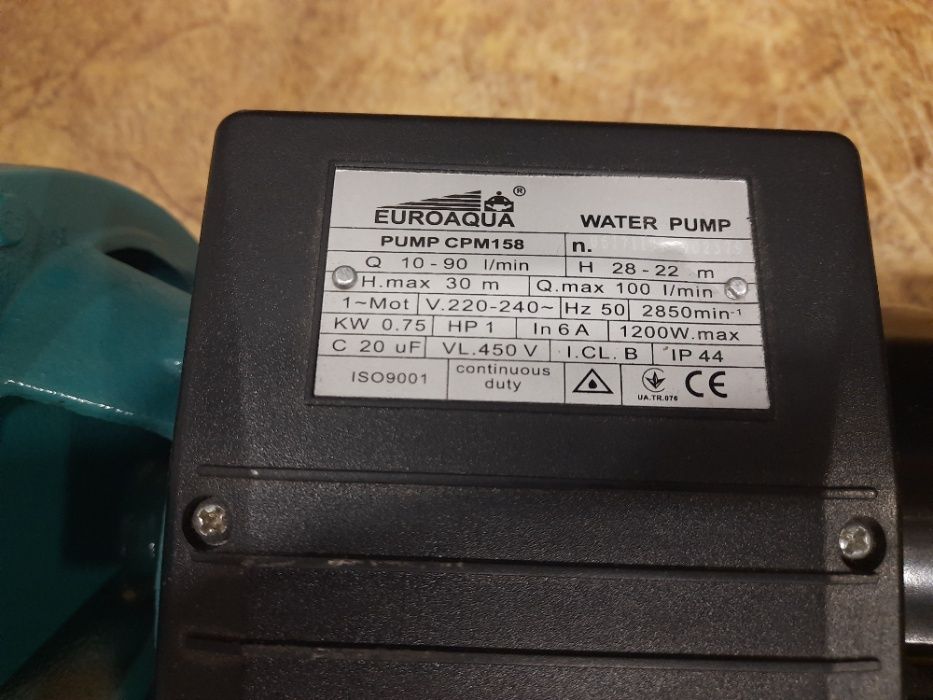 EUROAQUA ® WATER PUMP
PUMP CPM158 n.
Q 10-90 l/min H 28-22 m
H.max 30 m Q.max 100 l/min
1~Mot V.220-240~ Hz 50 2850min⁻¹
KW 0.75 HP 1 In 6 A 1200W.max
C 20 uF VL.450 V I.CL. B IP 44
ISO9001 continuous duty CE
UA.TR.076